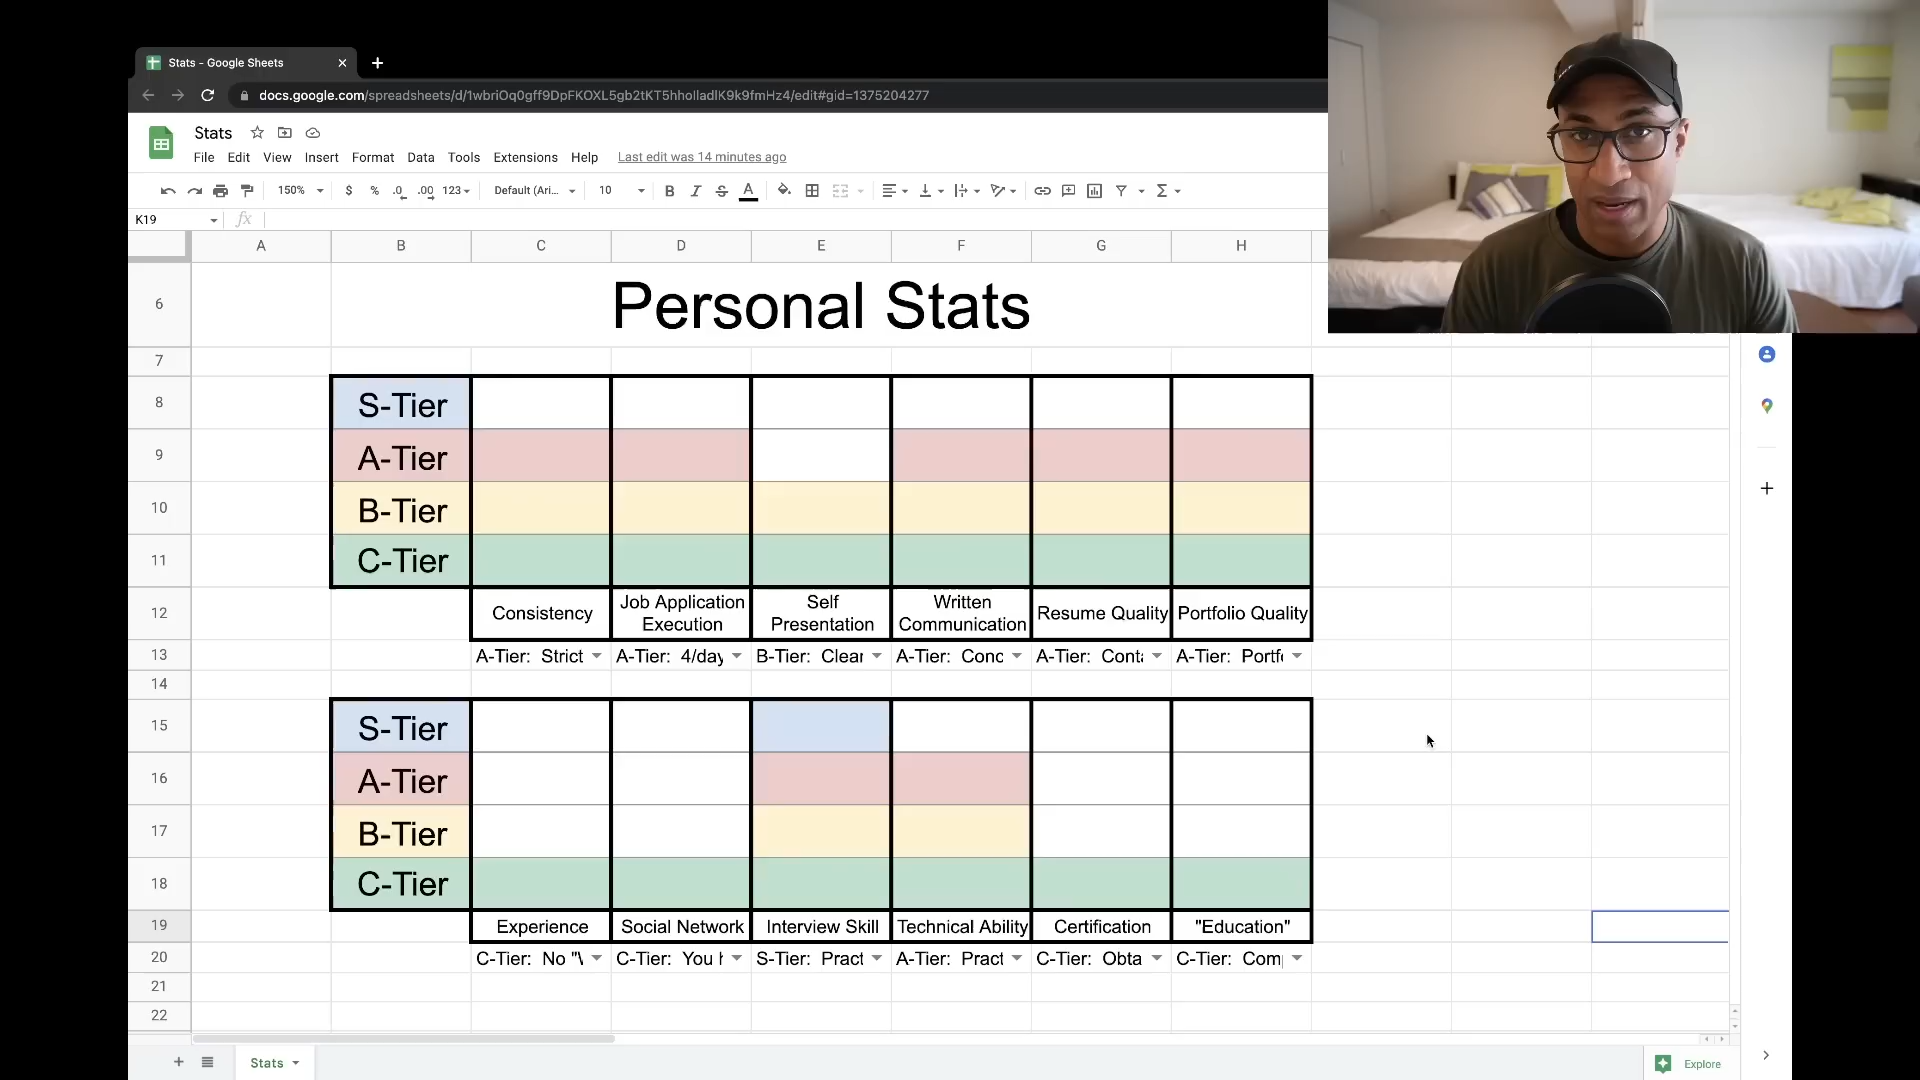 Stats - Google Sheets
docs.google.com/spreadsheets/d/1wbriOq0gff9DpFKOXL5gb2tKT5hholladlK9k9fmHz4/edit#gid=1375204277
Stats
File Edit View Insert Format Data Tools Extensions Help Last edit was 14 minutes ago
150% $ % .0 .00 123 Default (Ari... 10 B I S A
K19 fx
A B C D E F G H
6 Personal Stats
7
8 S-Tier
9 A-Tier
10 B-Tier
11 C-Tier
12 Consistency Job Application Execution Self Presentation Written Communication Resume Quality Portfolio Quality
13 A-Tier: Strict A-Tier: 4/day B-Tier: Clear A-Tier: Conc A-Tier: Conta A-Tier: Portfo
14
15 S-Tier
16 A-Tier
17 B-Tier
18 C-Tier
19 Experience Social Network Interview Skill Technical Ability Certification "Education"
20 C-Tier: No "V C-Tier: You h S-Tier: Pract A-Tier: Pract C-Tier: Obta C-Tier: Com
21
22
Stats
Explore